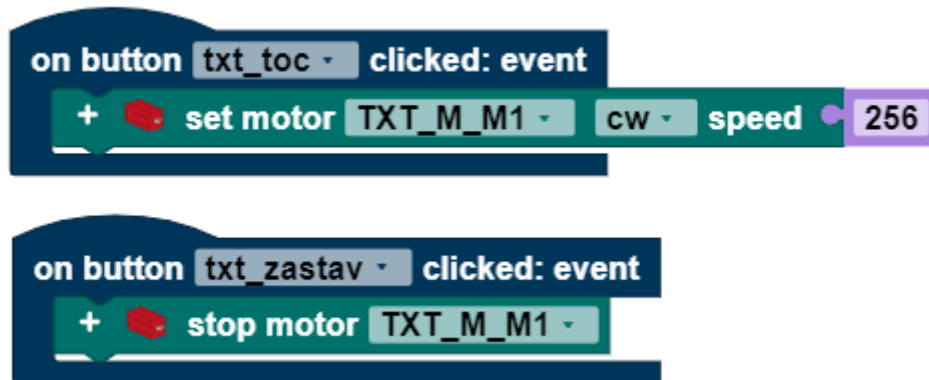 on button txt_toc clicked: event
+ set motor TXT_M_M1 cw speed 256
on button txt_zastav clicked: event
+ stop motor TXT_M_M1